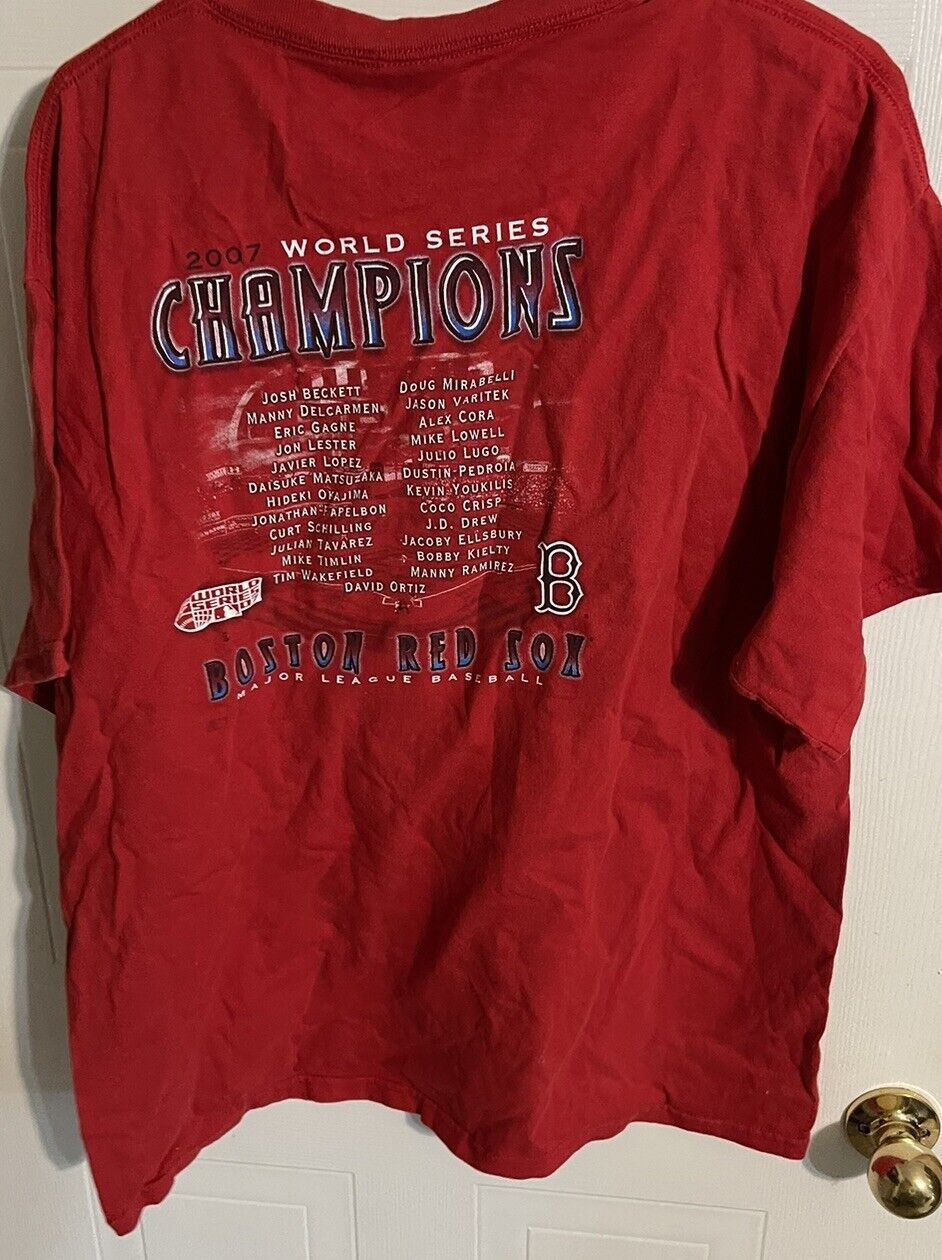 2007 WORLD SERIES
CHAMPIONS
JOSH BECKETT
MANNY DELCARMEN
ERIC GAGNE
JON LESTER
JAVIER LOPEZ
DAISUKE MATSUZAKA
HIDEKI OKAJIMA
JONATHAN PAPELBON
CURT SCHILLING
JULIAN TAVAREZ
MIKE TIMLIN
TIM WAKEFIELD
DOUG MIRABELLI
JASON VARITEK
ALEX CORA
MIKE LOWELL
JULIO LUGO
DUSTIN PEDROIA
KEVIN YOUKILIS
COCO CRISP
J.D. DREW
JACOBY ELLSBURY
BOBBY KIELTY
MANNY RAMIREZ
DAVID ORTIZ
WORLD
SERIES
07
B
BOSTON RED SOX
MAJOR LEAGUE BASEBALL